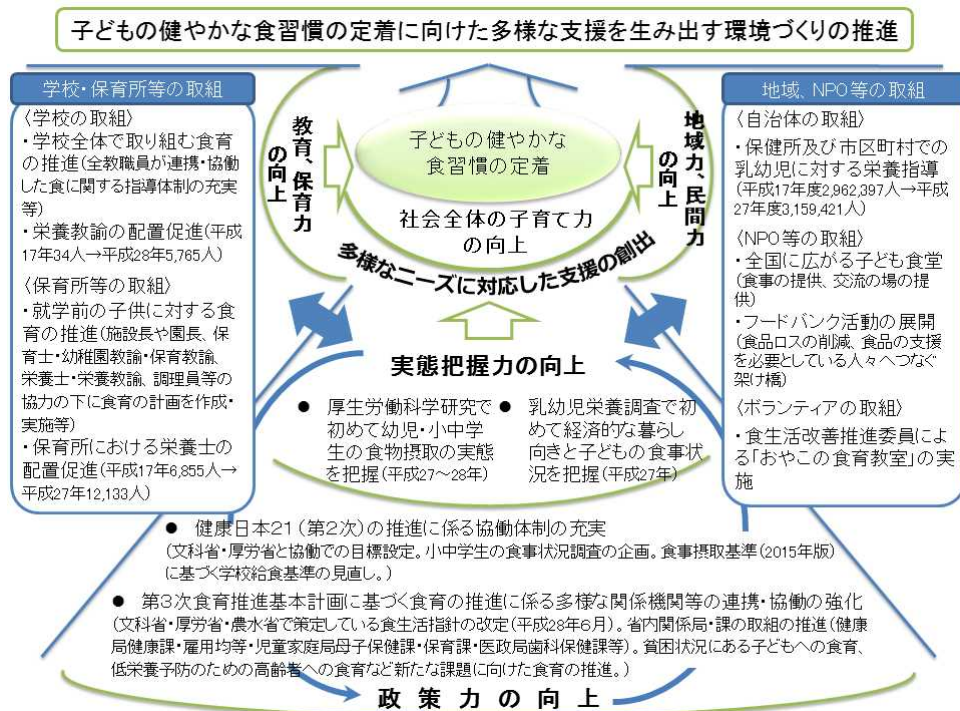 子どもの健やかな食習慣の定着に向けた多様な支援を生み出す環境づくりの推進
学校・保育所等の取組
〈学校の取組〉
・学校全体で取り組む食育
の推進(全教職員が連携・協働
した食に関する指導体制の充実
等)
・栄養教諭の配置促進(平成
17年34人→平成28年5,765人)
〈保育所等の取組〉
・就学前の子供に対する食
育の推進(施設長や園長、保
育士・幼稚園教諭・保育教諭、
栄養士・栄養教諭、調理員等の
協力の下に食育の計画を作成・
実施等)
・保育所における栄養士の
配置促進(平成17年6,855人→
平成27年12,133人)
教育、保育力
の向上
子どもの健やかな
食習慣の定着
社会全体の子育て力
の向上
地域力、民間力
の向上
多様なニーズに対応した支援の創出
実態把握力の向上
● 厚生労働科学研究で
初めて幼児・小中学
生の食物摂取の実態
を把握(平成27～28年)
● 乳幼児栄養調査で初
めて経済的な暮らし
向きと子どもの食事状
況を把握(平成27年)
地域、NPO等の取組
〈自治体の取組〉
・保健所及び市区町村での
乳幼児に対する栄養指導
(平成17年度2,962,397人→平成
27年度3,159,421人)
〈NPO等の取組〉
・全国に広がる子ども食堂
(食事の提供、交流の場の提
供)
・フードバンク活動の展開
(食品ロスの削減、食品の支援
を必要としている人々へつなぐ
架け橋)
〈ボランティアの取組〉
・食生活改善推進委員によ
る「おやこの食育教室」の実
施
● 健康日本21(第2次)の推進に係る協働体制の充実
(文科省・厚労省と協働での目標設定。小中学生の食事状況調査の企画。食事摂取基準(2015年版)
に基づく学校給食基準の見直し。)
● 第3次食育推進基本計画に基づく食育の推進に係る多様な関係機関等の連携・協働の強化
(文科省・厚労省・農水省で策定している食生活指針の改定(平成28年6月)。省内関係局・課の取組の推進(健康
局健康課・雇用均等・児童家庭局母子保健課・保育課・医政局歯科保健課等)。貧困状況にある子どもへの食育、
低栄養予防のための高齢者への食育など新たな課題に向けた食育の推進。)
政策力の向上